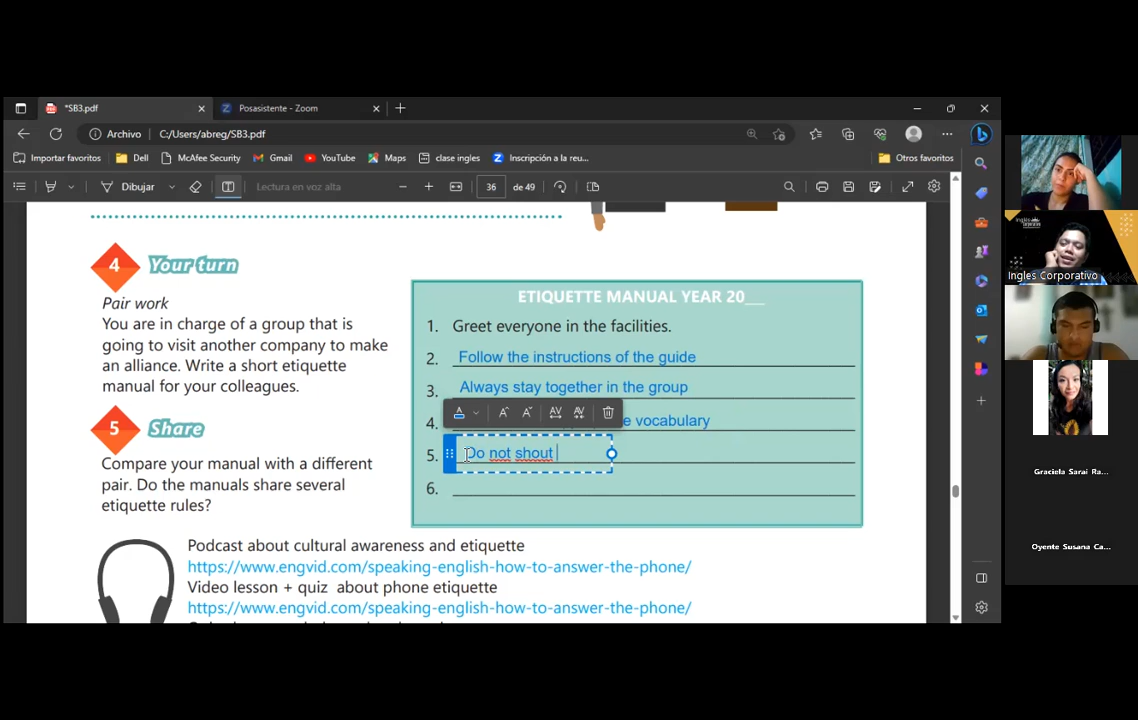 *SB3.pdf
Posasistente - Zoom
Archivo
C:/Users/abreg/SB3.pdf
Importar favoritos
Dell
McAfee Security
Gmail
YouTube
Maps
clase ingles
Inscripción a la reu...
Otros favoritos
Dibujar
Lectura en voz alta
36
de 49
4 Your turn
Pair work
You are in charge of a group that is
going to visit another company to make
an alliance. Write a short etiquette
manual for your colleagues.
5 Share
Compare your manual with a different
pair. Do the manuals share several
etiquette rules?
ETIQUETTE MANUAL YEAR 20__
1. Greet everyone in the facilities.
2. Follow the instructions of the guide
3. Always stay together in the group
4. vocabulary
5. Do not shout
6.
Podcast about cultural awareness and etiquette
https://www.engvid.com/speaking-english-how-to-answer-the-phone/
Video lesson + quiz about phone etiquette
https://www.engvid.com/speaking-english-how-to-answer-the-phone/
Ingles Corporativo
Graciela Sarai Ra...
Oyente Susana Ca...